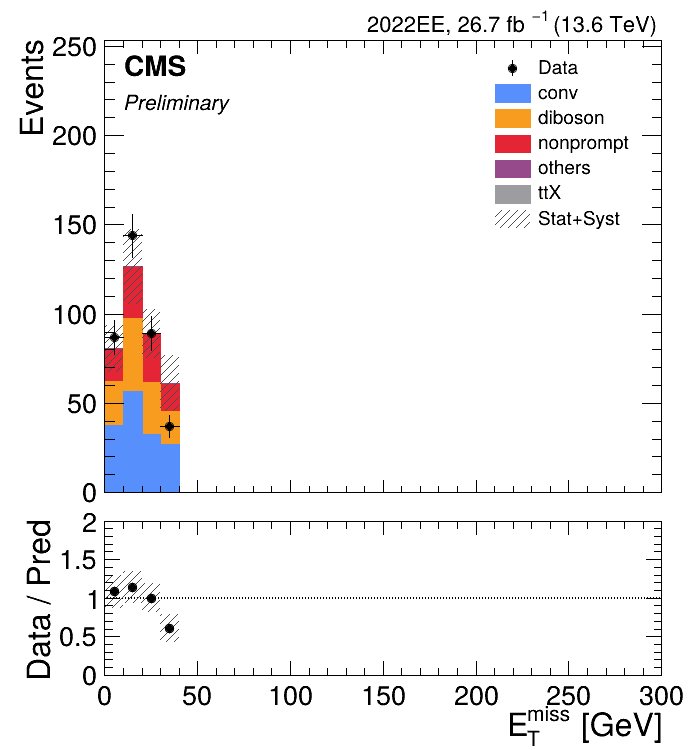 2022EE, 26.7 fb⁻¹ (13.6 TeV)
CMS
Preliminary
Data
conv
diboson
nonprompt
others
ttX
Stat+Syst
Events
250
200
150
100
50
0
Data / Pred
2
1.5
1
0.5
0
0 50 100 150 200 250 300
E_T^miss [GeV]